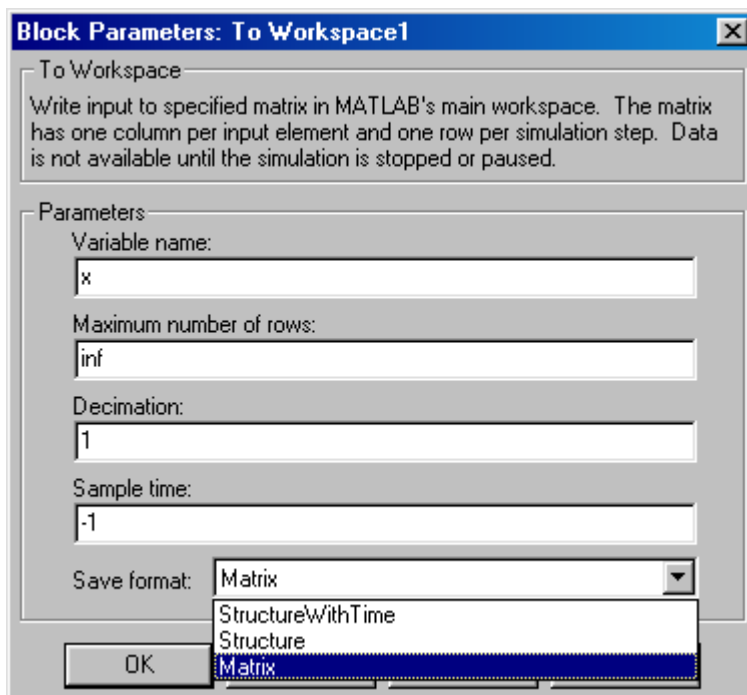 Block Parameters: To Workspace1
To Workspace
Write input to specified matrix in MATLAB's main workspace. The matrix
has one column per input element and one row per simulation step. Data
is not available until the simulation is stopped or paused.
Parameters
Variable name:
x
Maximum number of rows:
inf
Decimation:
1
Sample time:
-1
Save format: Matrix
StructureWithTime
Structure
Matrix
OK